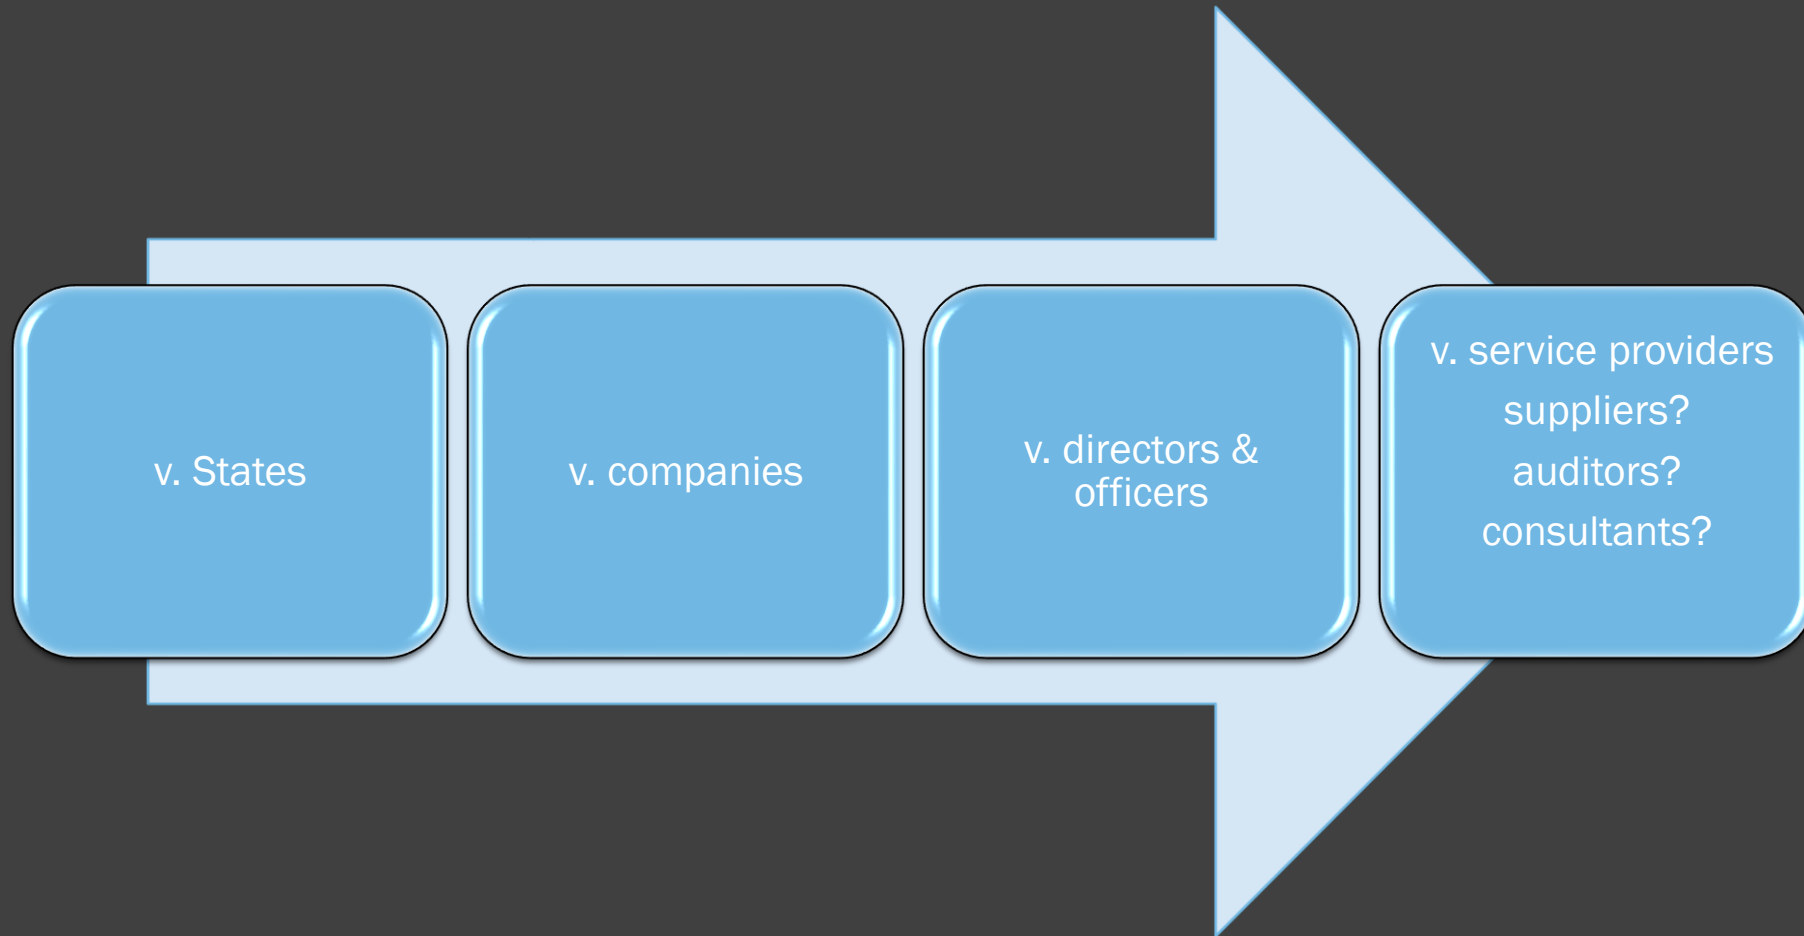 v. States
v. companies
v. directors &
officers
v. service providers
suppliers?
auditors?
consultants?